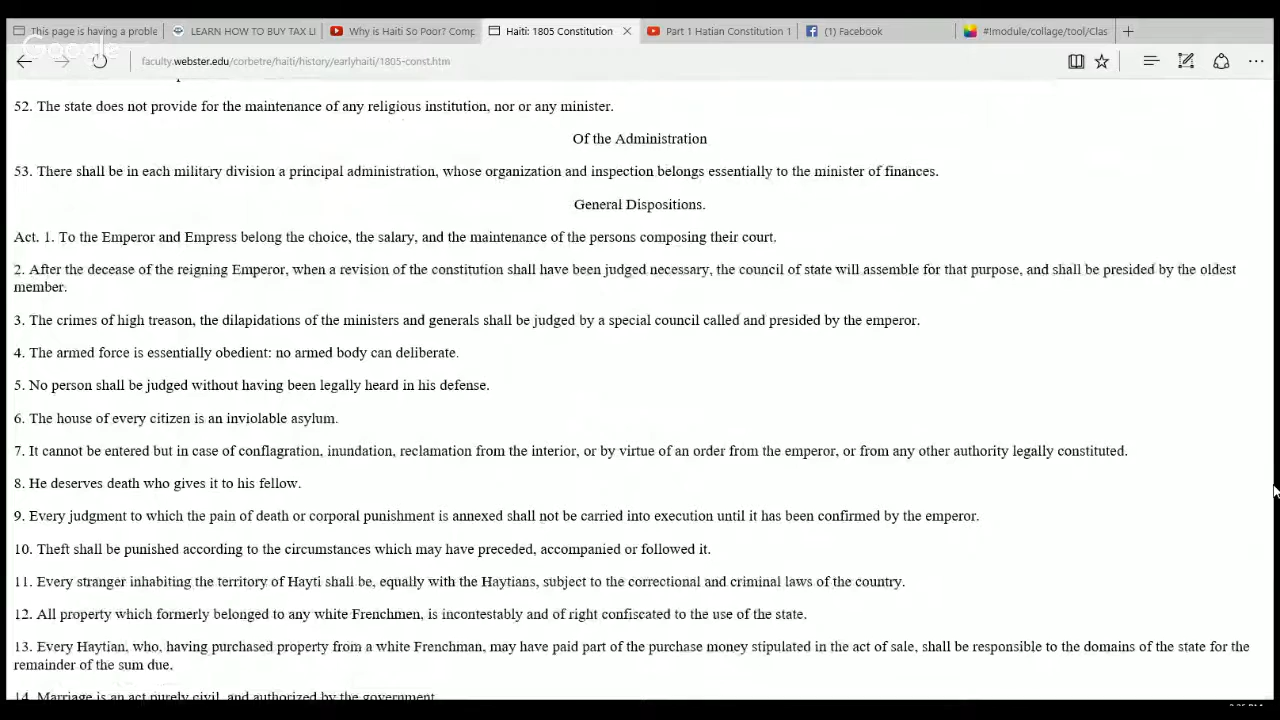 This page is having a proble
LEARN HOW TO BUY TAX LI
Why is Haiti So Poor? Comp
Haiti: 1805 Constitution
Part 1 Hatian Constitution 1
(1) Facebook
#!module/collage/tool/Clas
Google
faculty.webster.edu/corbetre/haiti/history/earlyhaiti/1805-const.htm
52. The state does not provide for the maintenance of any religious institution, nor or any minister.
Of the Administration
53. There shall be in each military division a principal administration, whose organization and inspection belongs essentially to the minister of finances.
General Dispositions.
Act. 1. To the Emperor and Empress belong the choice, the salary, and the maintenance of the persons composing their court.
2. After the decease of the reigning Emperor, when a revision of the constitution shall have been judged necessary, the council of state will assemble for that purpose, and shall be presided by the oldest
member.
3. The crimes of high treason, the dilapidations of the ministers and generals shall be judged by a special council called and presided by the emperor.
4. The armed force is essentially obedient: no armed body can deliberate.
5. No person shall be judged without having been legally heard in his defense.
6. The house of every citizen is an inviolable asylum.
7. It cannot be entered but in case of conflagration, inundation, reclamation from the interior, or by virtue of an order from the emperor, or from any other authority legally constituted.
8. He deserves death who gives it to his fellow.
9. Every judgment to which the pain of death or corporal punishment is annexed shall not be carried into execution until it has been confirmed by the emperor.
10. Theft shall be punished according to the circumstances which may have preceded, accompanied or followed it.
11. Every stranger inhabiting the territory of Hayti shall be, equally with the Haytians, subject to the correctional and criminal laws of the country.
12. All property which formerly belonged to any white Frenchmen, is incontestably and of right confiscated to the use of the state.
13. Every Haytian, who, having purchased property from a white Frenchman, may have paid part of the purchase money stipulated in the act of sale, shall be responsible to the domains of the state for the
remainder of the sum due.
14. Marriage is an act purely civil, and authorized by the government.